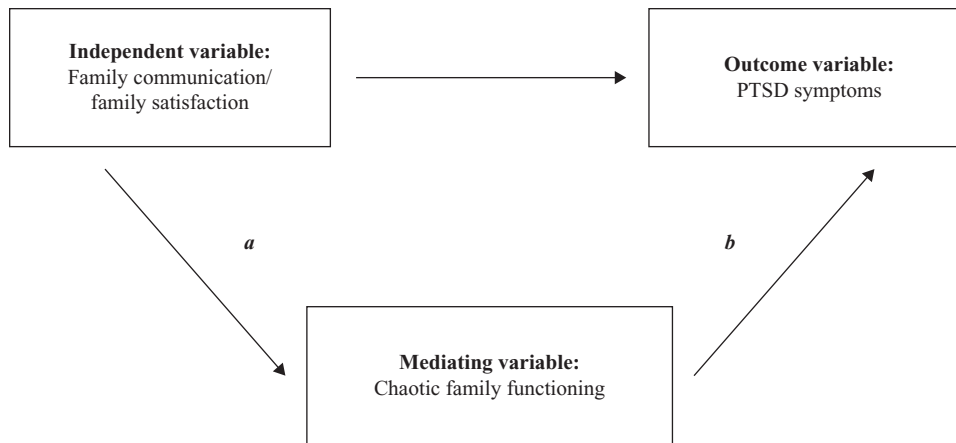 Independent variable:
Family communication/
family satisfaction
Outcome variable:
PTSD symptoms
a
b
Mediating variable:
Chaotic family functioning